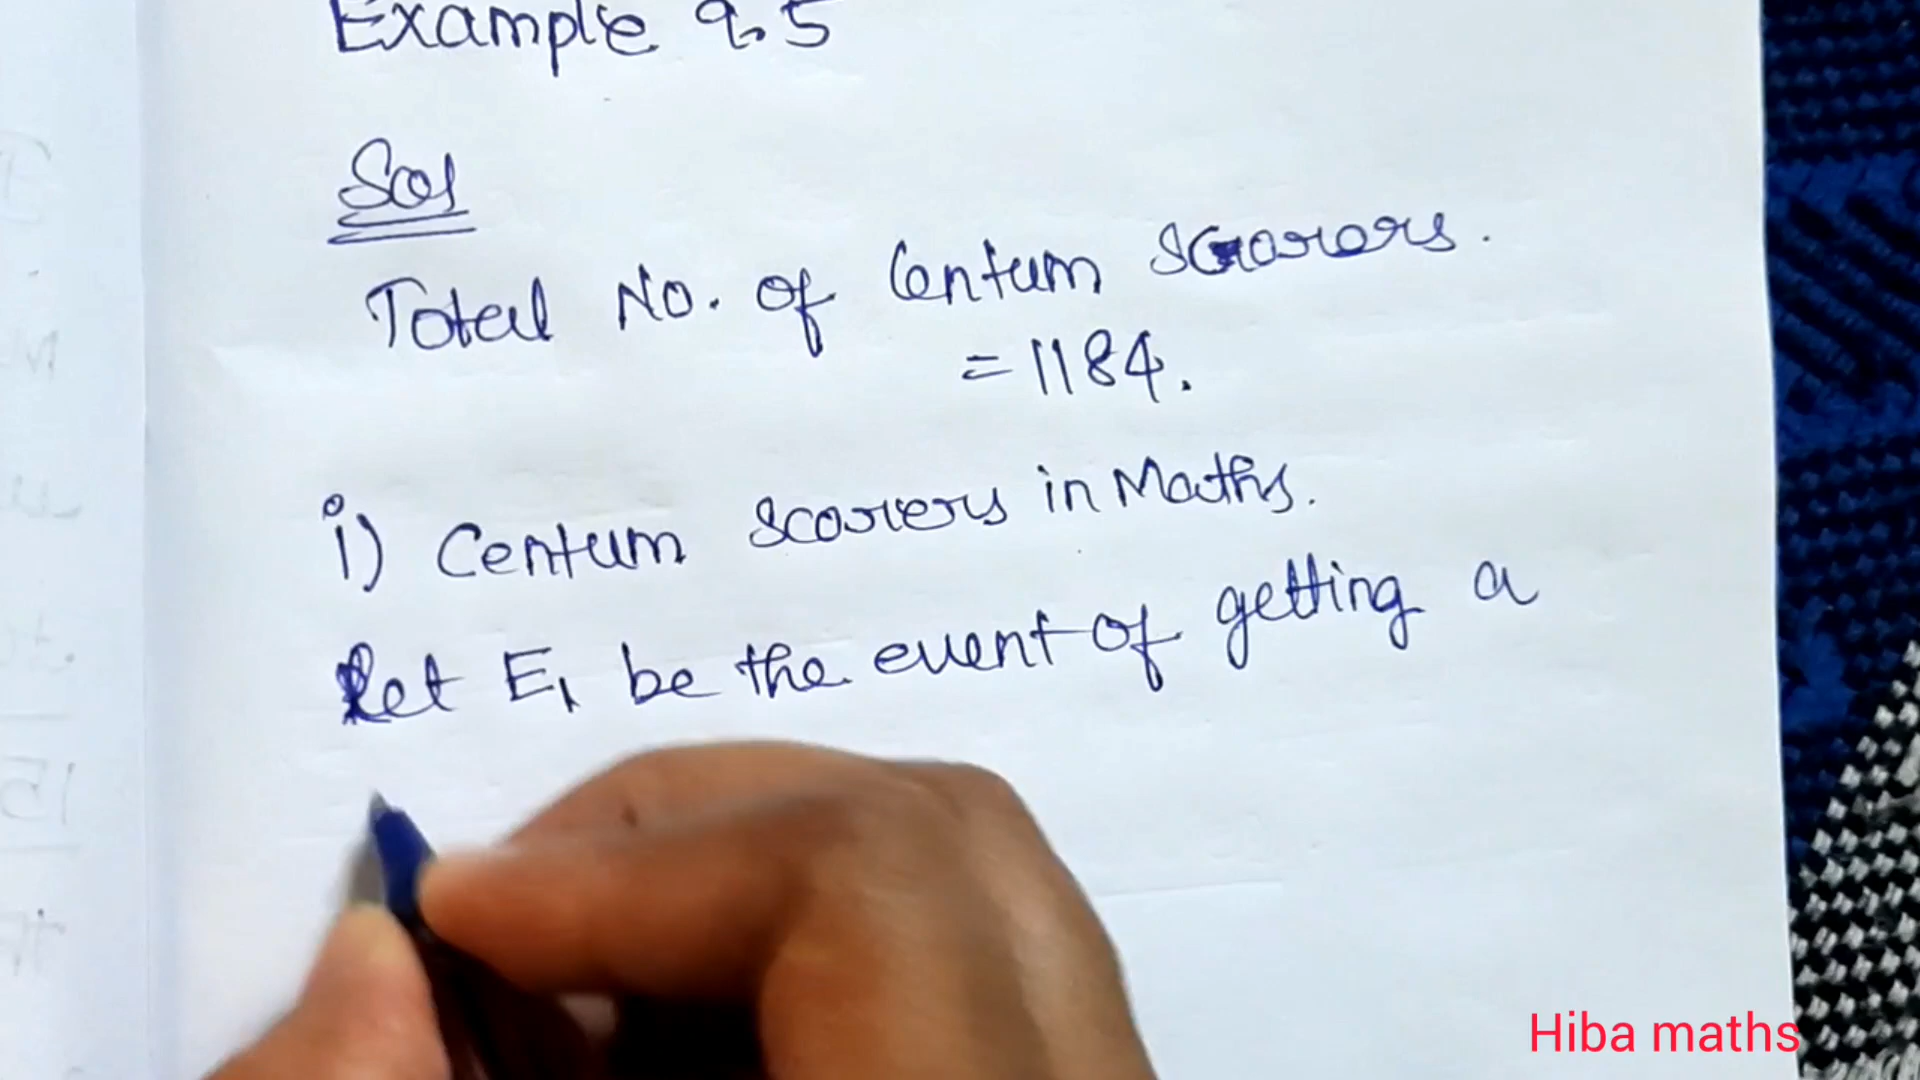 Example 9.5
Sol
Total No. of Centum Scorers.
= 1184.
i) Centum Scorers in Maths.
Let E1 be the event of getting a
Hiba maths